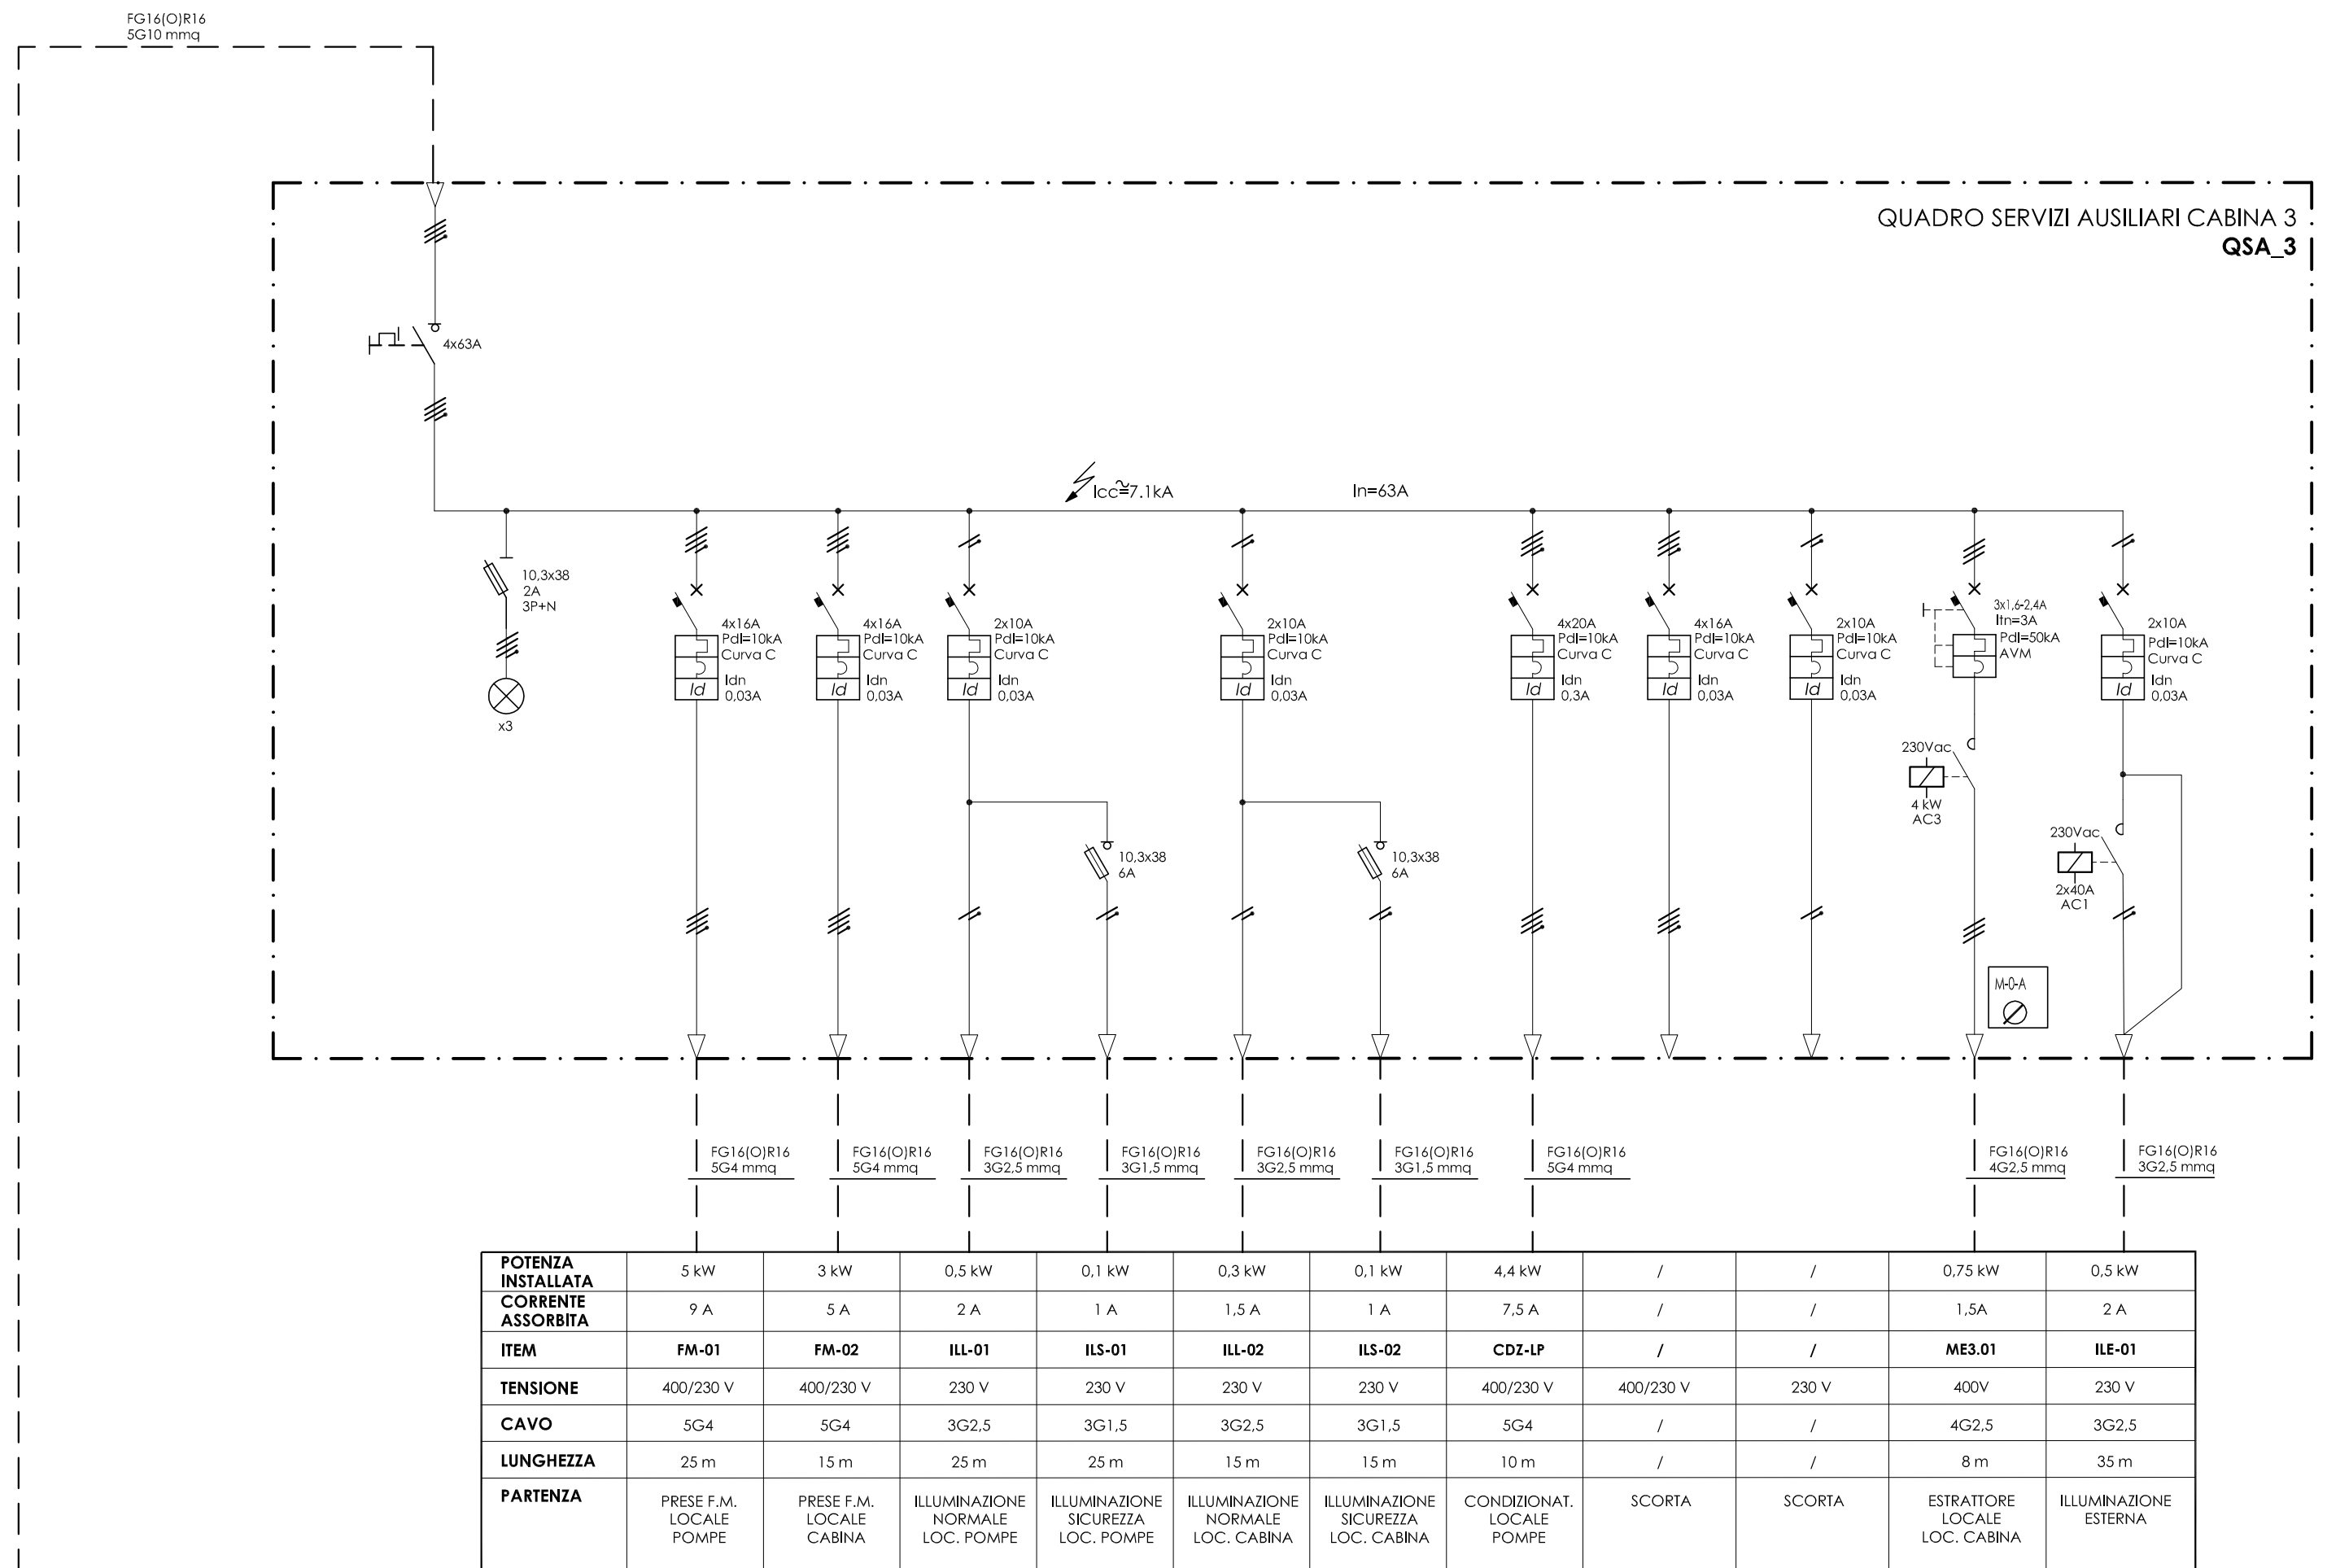 FG16(O)R16
5G10 mmq
QUADRO SERVIZI AUSILIARI CABINA 3
QSA_3
4x63A
Icc≅7.1kA
In=63A
10,3x38
2A
3P+N
x3
4x16A
PdI=10kA
Curva C
Idn
0,03A
Id
4x16A
PdI=10kA
Curva C
Idn
0,03A
Id
2x10A
PdI=10kA
Curva C
Idn
0,03A
Id
10,3x38
6A
2x10A
PdI=10kA
Curva C
Idn
0,03A
Id
10,3x38
6A
4x20A
PdI=10kA
Curva C
Idn
0,3A
Id
4x16A
PdI=10kA
Curva C
Idn
0,03A
Id
2x10A
PdI=10kA
Curva C
Idn
0,03A
Id
3x1,6-2,4A
Itn=3A
PdI=50kA
AVM
230Vac
4 kW
AC3
M-0-A
2x10A
PdI=10kA
Curva C
Idn
0,03A
Id
230Vac
2x40A
AC1
FG16(O)R16
5G4 mmq
FG16(O)R16
5G4 mmq
FG16(O)R16
3G2,5 mmq
FG16(O)R16
3G1,5 mmq
FG16(O)R16
3G2,5 mmq
FG16(O)R16
3G1,5 mmq
FG16(O)R16
5G4 mmq
FG16(O)R16
4G2,5 mmq
FG16(O)R16
3G2,5 mmq
POTENZA INSTALLATA 5 kW 3 kW 0,5 kW 0,1 kW 0,3 kW 0,1 kW 4,4 kW / / 0,75 kW 0,5 kW
CORRENTE ASSORBITA 9 A 5 A 2 A 1 A 1,5 A 1 A 7,5 A / / 1,5A 2 A
ITEM FM-01 FM-02 ILL-01 ILS-01 ILL-02 ILS-02 CDZ-LP / / ME3.01 ILE-01
TENSIONE 400/230 V 400/230 V 230 V 230 V 230 V 230 V 400/230 V 400/230 V 230 V 400V 230 V
CAVO 5G4 5G4 3G2,5 3G1,5 3G2,5 3G1,5 5G4 / / 4G2,5 3G2,5
LUNGHEZZA 25 m 15 m 25 m 25 m 15 m 15 m 10 m / / 8 m 35 m
PARTENZA PRESE F.M. PRESE F.M. ILLUMINAZIONE ILLUMINAZIONE ILLUMINAZIONE ILLUMINAZIONE CONDIZIONAT. SCORTA SCORTA ESTRATTORE ILLUMINAZIONE
LOCALE LOCALE NORMALE SICUREZZA NORMALE SICUREZZA LOCALE LOCALE ESTERNA
POMPE CABINA LOC. POMPE LOC. POMPE LOC. CABINA LOC. CABINA POMPE LOC. CABINA